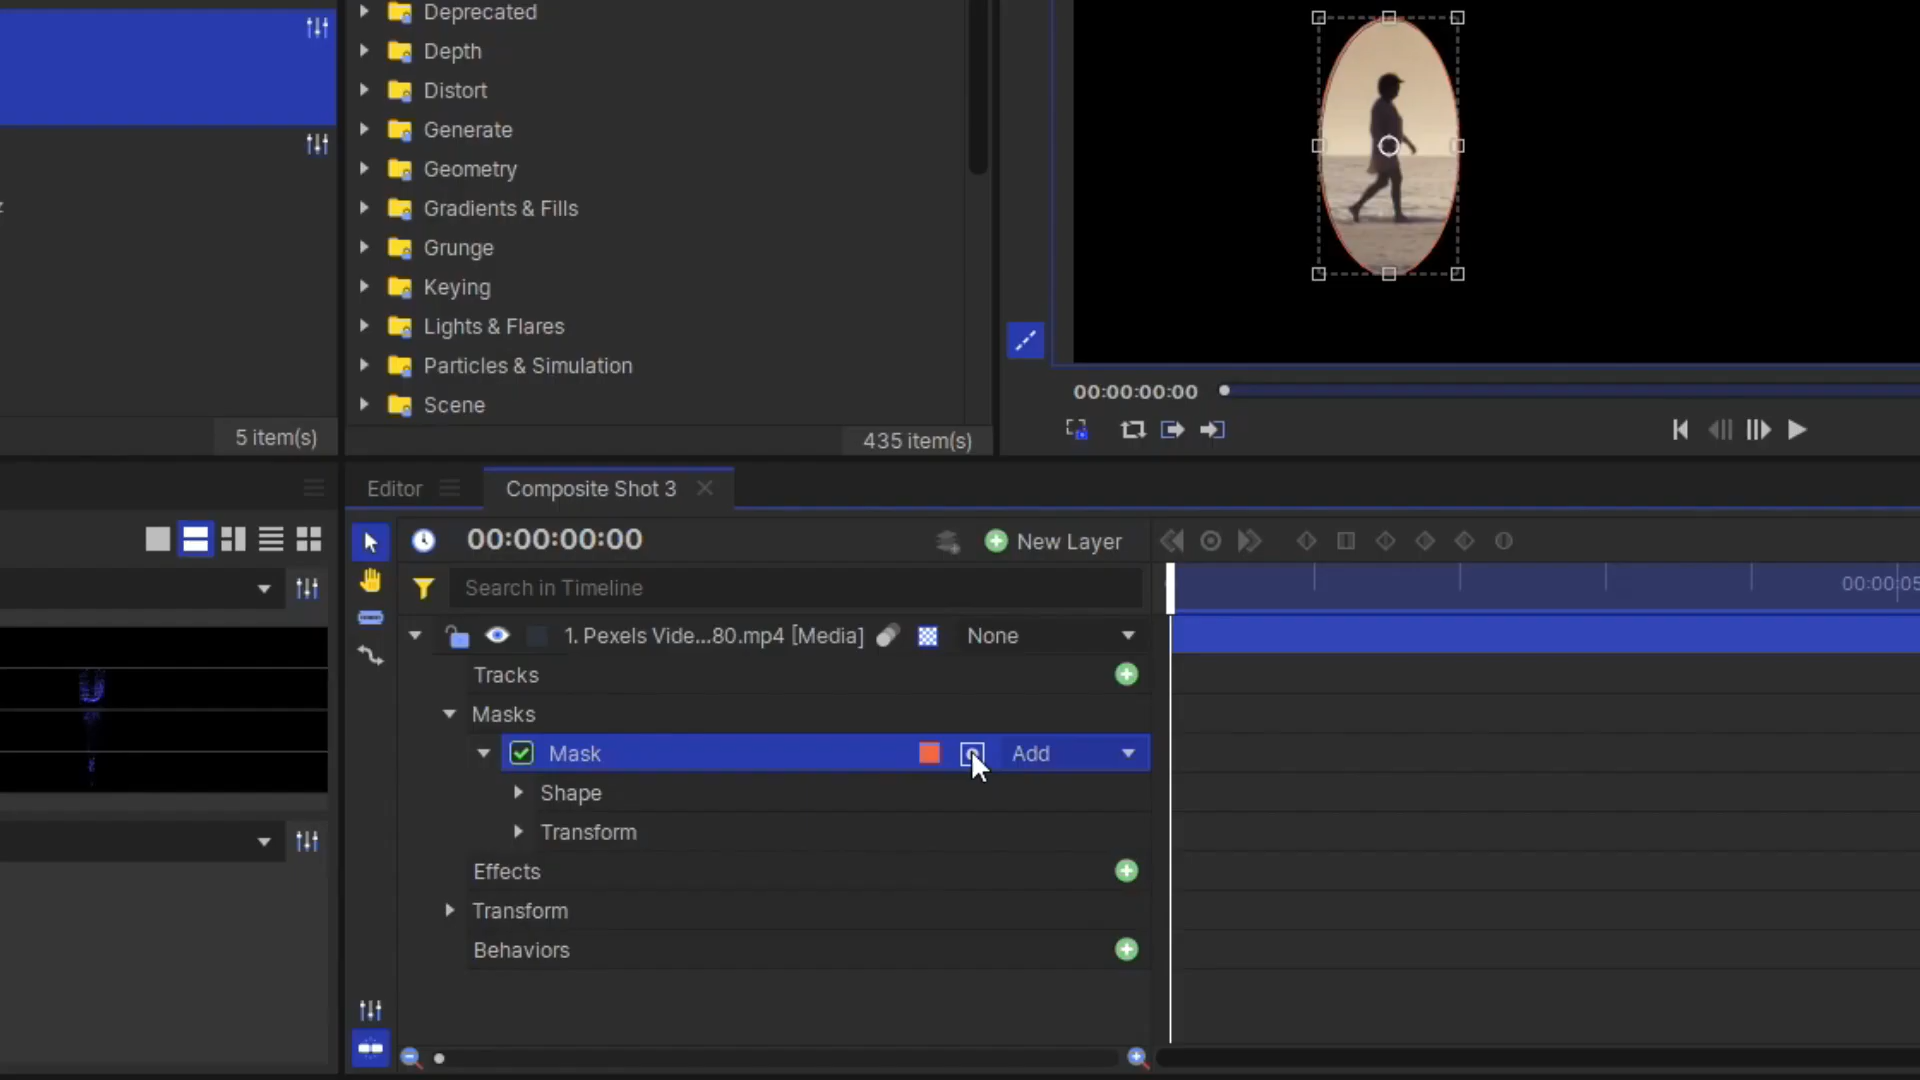 Deprecated
Depth
Distort
Generate
Geometry
Gradients & Fills
Grunge
Keying
Lights & Flares
Particles & Simulation
Scene
5 item(s)
435 item(s)
00:00:00:00
Editor
Composite Shot 3
00:00:00:00
New Layer
Search in Timeline
00:00:05
1. Pexels Vide...80.mp4 [Media]
None
Tracks
Masks
Mask
Add
Shape
Transform
Effects
Transform
Behaviors